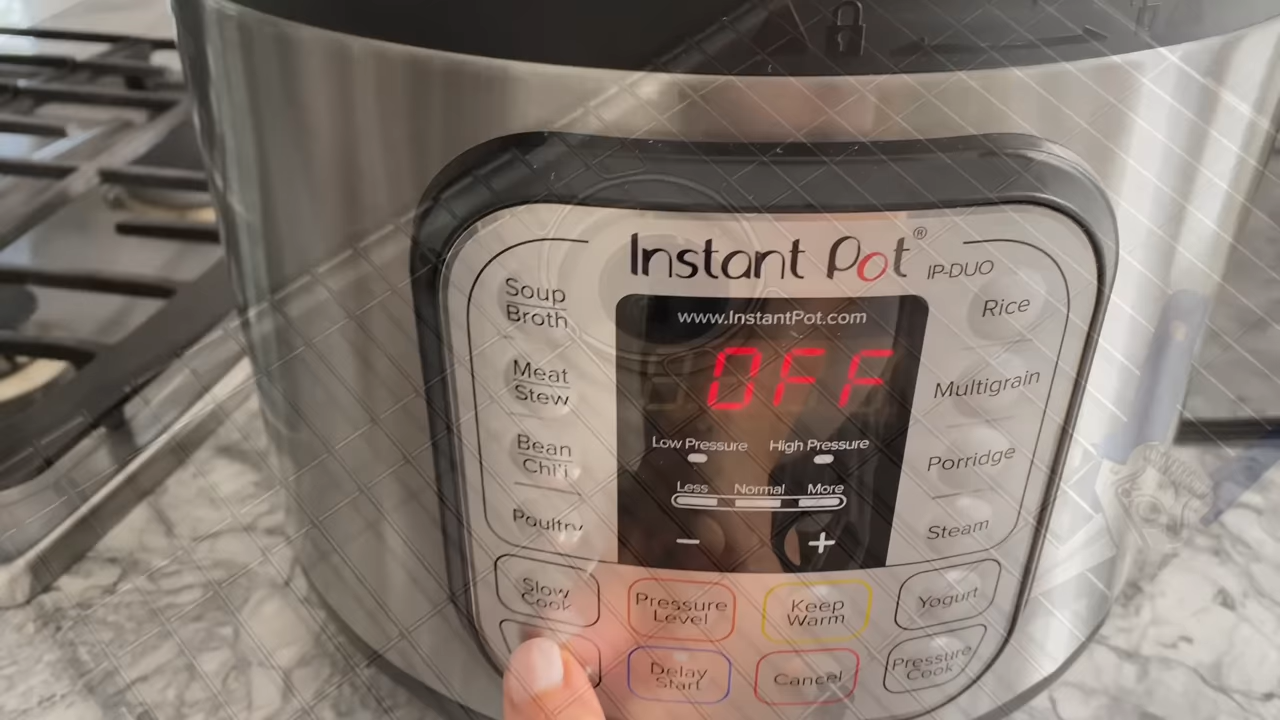 Instant Pot®
IP-DUO
www.InstantPot.com
OFF
Low Pressure High Pressure
Less Normal More
− +
Soup
Broth
Meat
Stew
Bean
Poultry
Slow
Cook
Rice
Multigrain
Porridge
Steam
Pressure
Level
Keep
Warm
Yogurt
Delay
Start
Cancel
Pressure
Cook